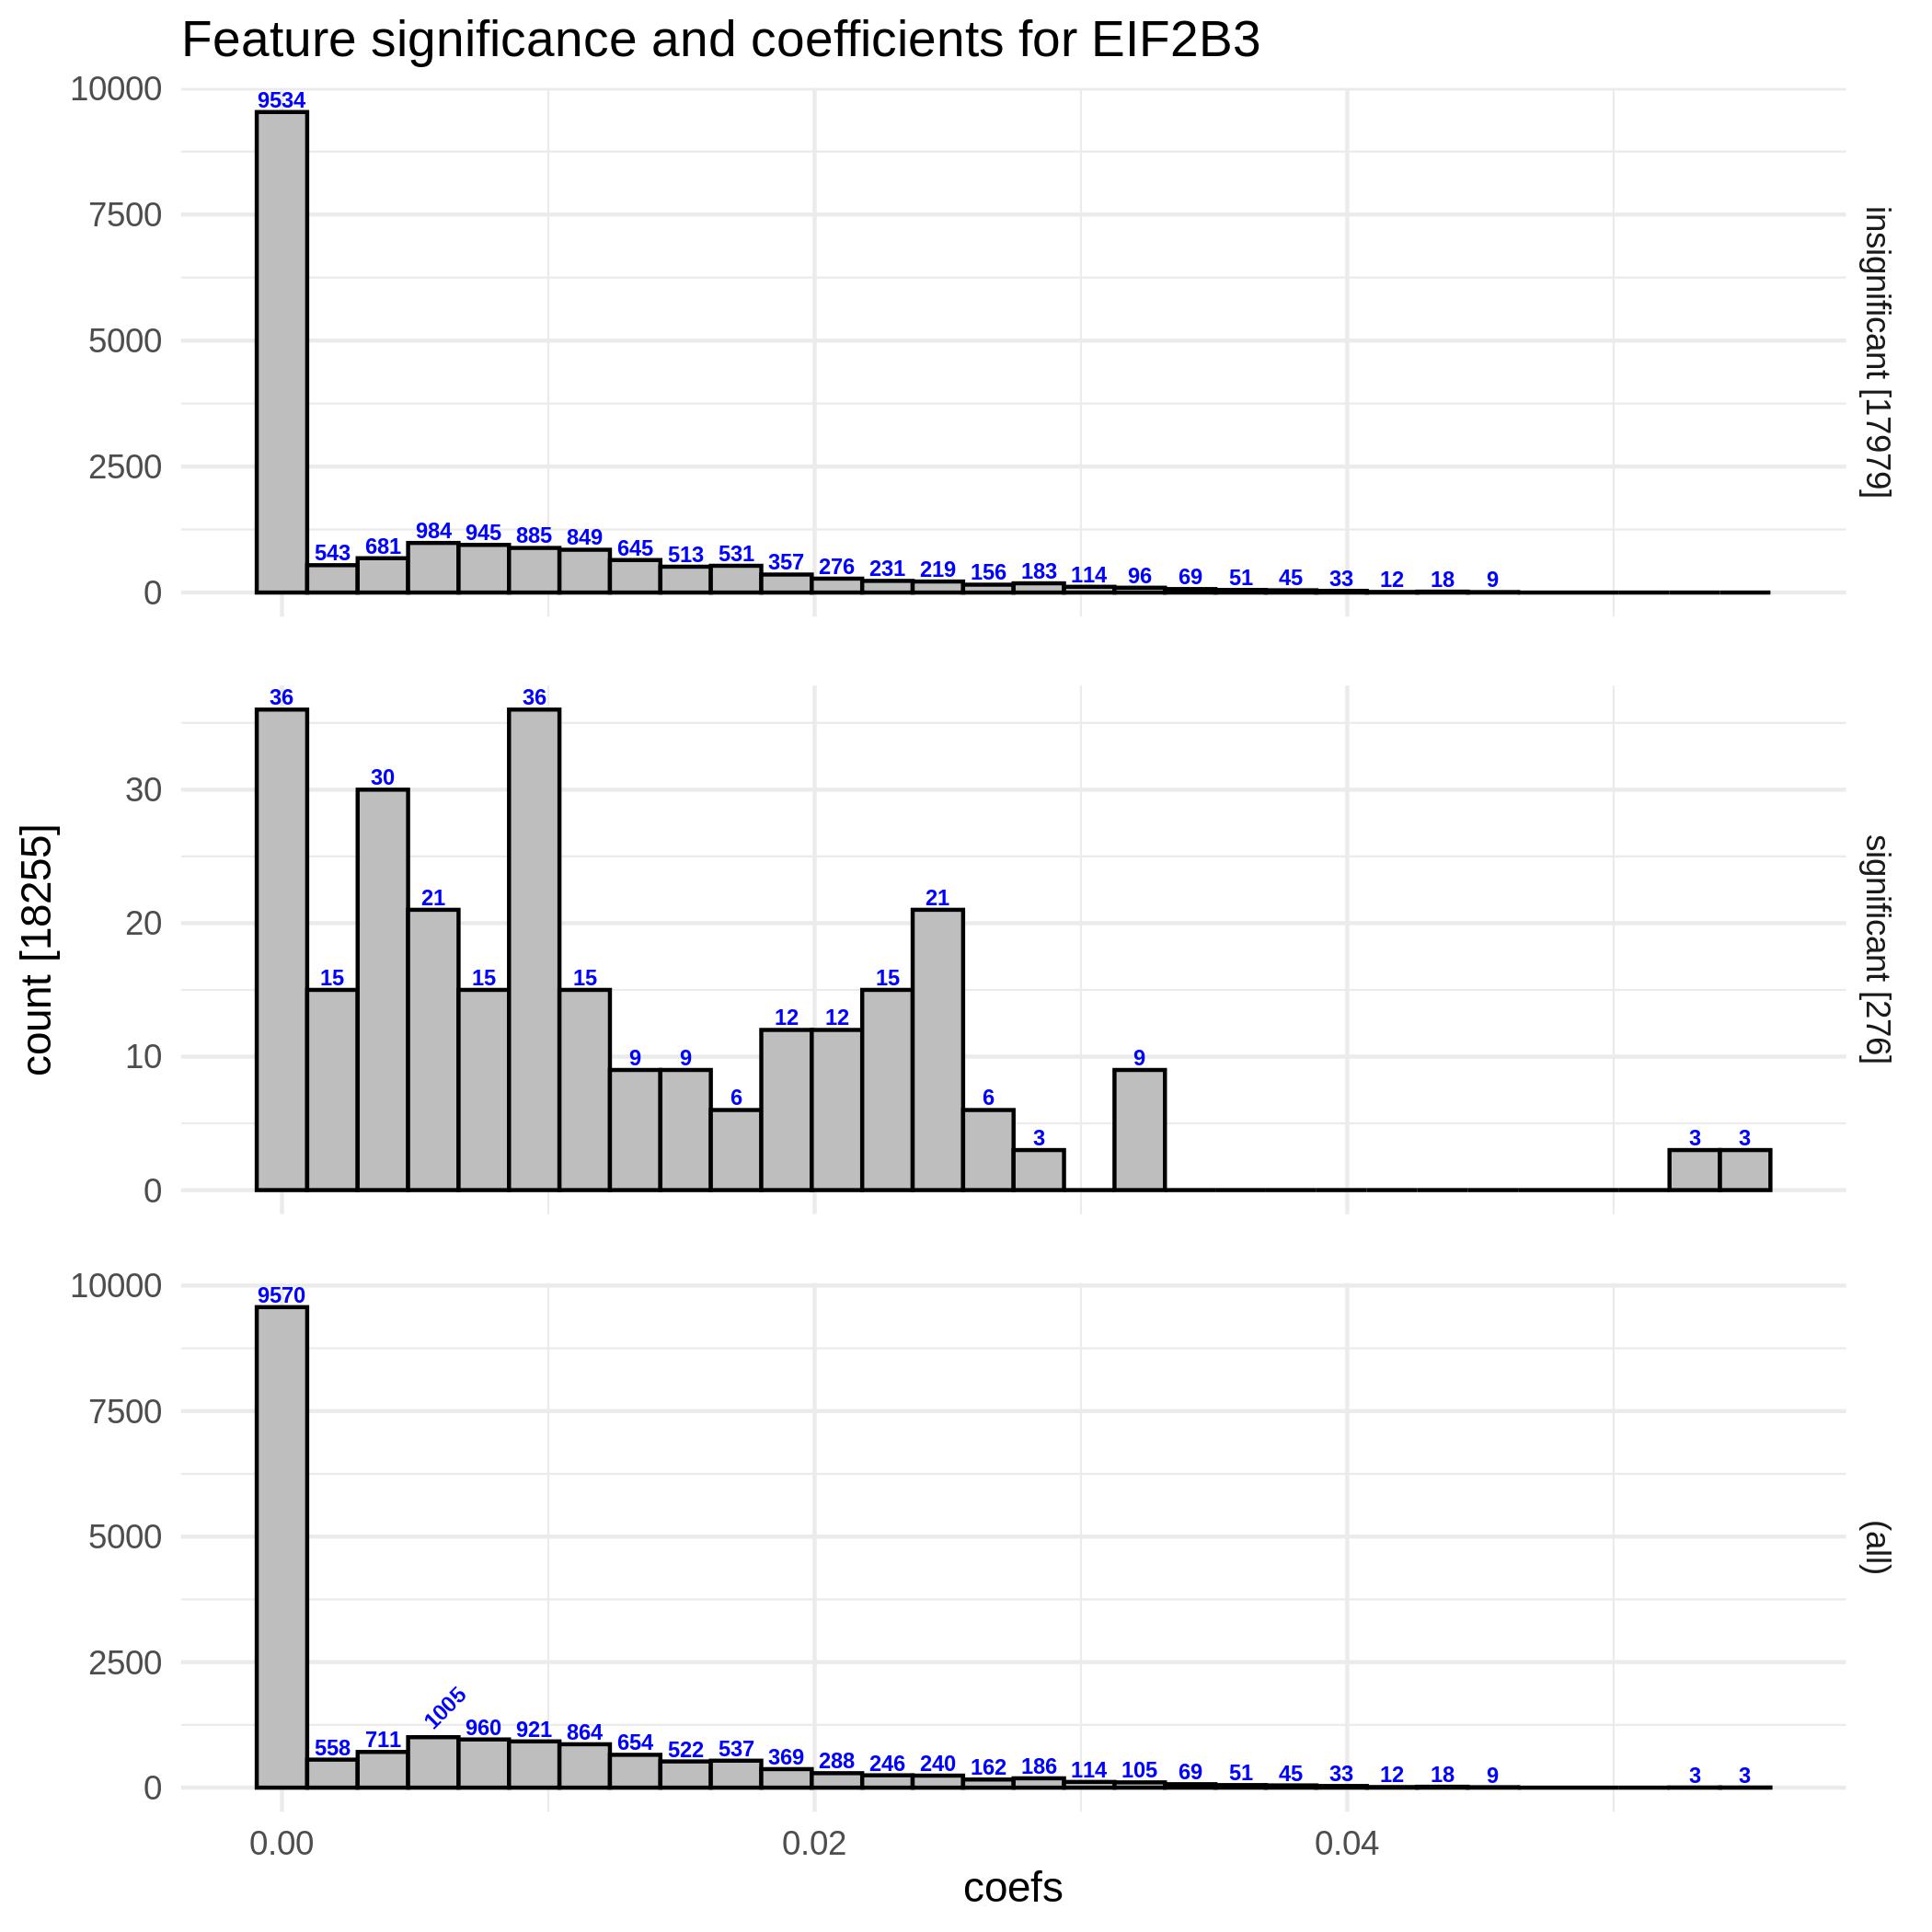 Feature significance and coefficients for EIF2B3
10000
7500
5000
2500
0
9534
543 681 984 945 885 849 645 513 531 357 276 231 219 156 183 114 96 69 51 45 33 12 18 9
insignificant [17979]
count [18255]
30
20
10
0
36 15 30 21 15 36 15 9 9 6 12 12 15 21 6 3 9 3 3
significant [276]
10000
7500
5000
2500
0
9570
558 711 1005 960 921 864 654 522 537 369 288 246 240 162 186 114 105 69 51 45 33 12 18 9 3 3
(all)
0.00 0.02 0.04
coefs